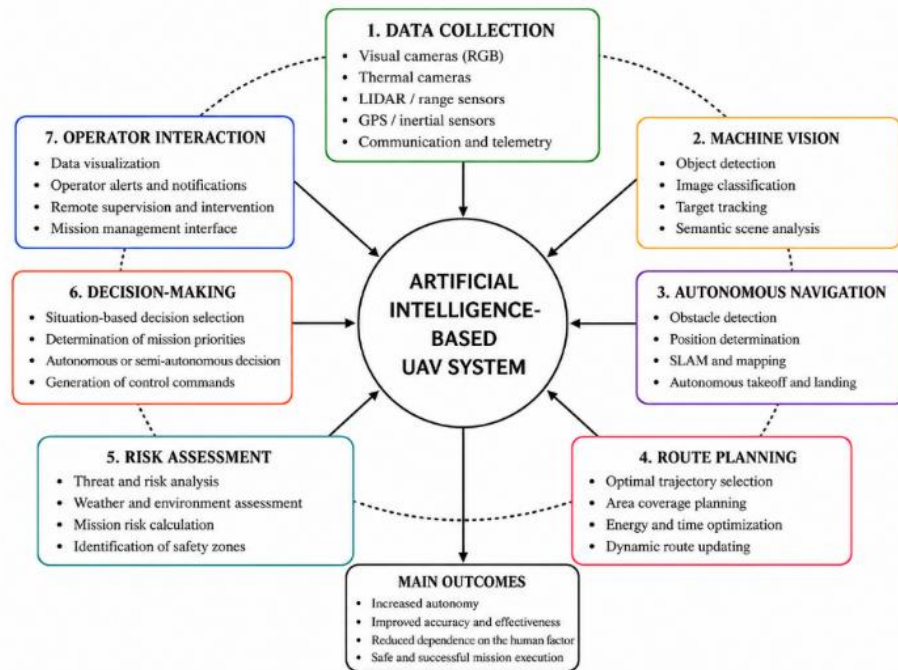 1. DATA COLLECTION
• Visual cameras (RGB)
• Thermal cameras
• LIDAR / range sensors
• GPS / inertial sensors
• Communication and telemetry
7. OPERATOR INTERACTION
• Data visualization
• Operator alerts and notifications
• Remote supervision and intervention
• Mission management interface
2. MACHINE VISION
• Object detection
• Image classification
• Target tracking
• Semantic scene analysis
ARTIFICIAL
INTELLIGENCE-
BASED
UAV SYSTEM
6. DECISION-MAKING
• Situation-based decision selection
• Determination of mission priorities
• Autonomous or semi-autonomous decision
• Generation of control commands
3. AUTONOMOUS NAVIGATION
• Obstacle detection
• Position determination
• SLAM and mapping
• Autonomous takeoff and landing
5. RISK ASSESSMENT
• Threat and risk analysis
• Weather and environment assessment
• Mission risk calculation
• Identification of safety zones
4. ROUTE PLANNING
• Optimal trajectory selection
• Area coverage planning
• Energy and time optimization
• Dynamic route updating
MAIN OUTCOMES
• Increased autonomy
• Improved accuracy and effectiveness
• Reduced dependence on the human factor
• Safe and successful mission execution